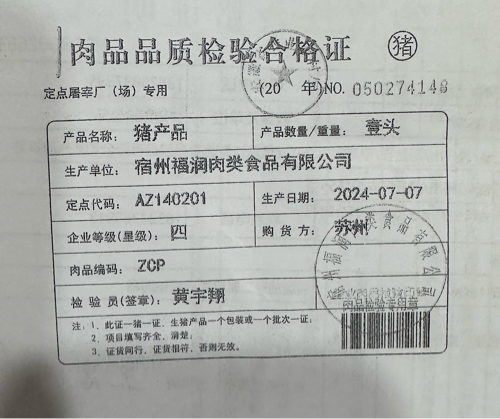 肉品品质检验合格证 猪
定点屠宰厂（场）专用 (20 年)NO. 050274148
产品名称： 猪产品 产品数量/重量： 壹头
生产单位： 宿州福润肉类食品有限公司
定点代码： AZ140201 生产日期： 2024-07-07
企业等级(星级)： 四 购 货 方： 苏州
肉品编码： ZCP
检 验 员(签章)： 黄宇翔
注：1、此证一猪一证，生猪产品一个包装或一个批次一证；
2、项目填写齐全，清楚；
3、证货同行，证货相符，否则无效。
肉品检验专用章